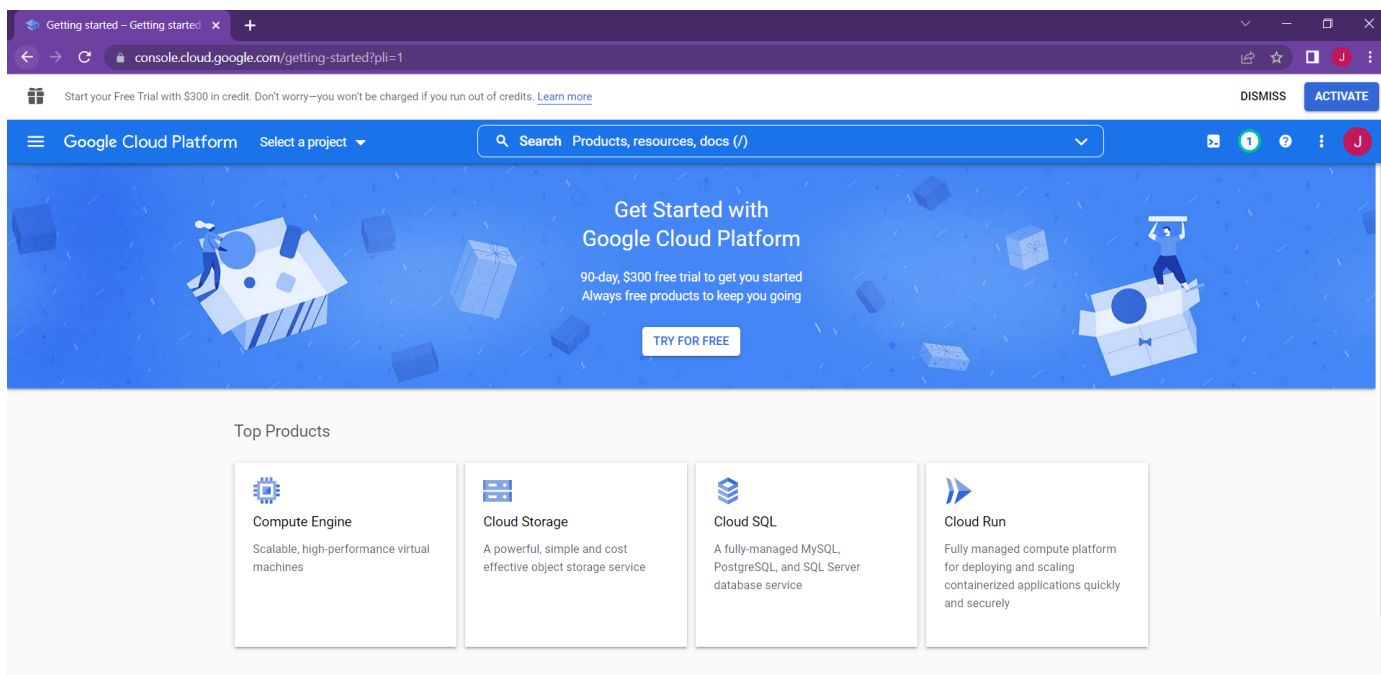 Getting started – Getting started
console.cloud.google.com/getting-started?pli=1
J
Start your Free Trial with $300 in credit. Don't worry—you won't be charged if you run out of credits. Learn more
DISMISS
ACTIVATE
Google Cloud Platform
Select a project
Search Products, resources, docs (/)
1
J
Get Started with
Google Cloud Platform
90-day, $300 free trial to get you started
Always free products to keep you going
TRY FOR FREE
Top Products
Compute Engine
Scalable, high-performance virtual
machines
Cloud Storage
A powerful, simple and cost
effective object storage service
Cloud SQL
A fully-managed MySQL,
PostgreSQL, and SQL Server
database service
Cloud Run
Fully managed compute platform
for deploying and scaling
containerized applications quickly
and securely